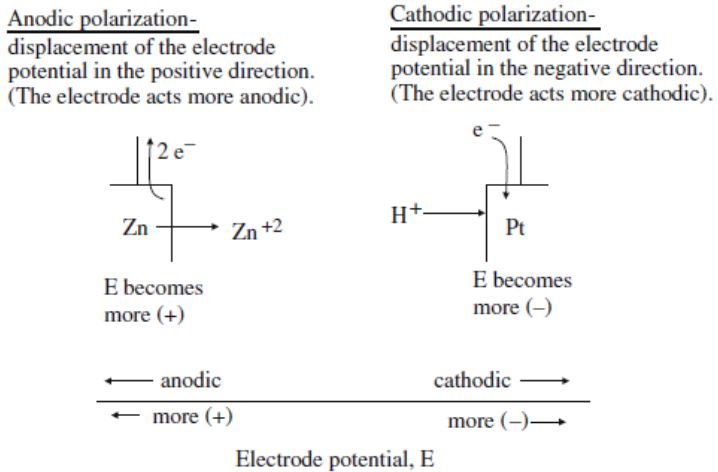 Anodic polarization-
displacement of the electrode
potential in the positive direction.
(The electrode acts more anodic).
Cathodic polarization-
displacement of the electrode
potential in the negative direction.
(The electrode acts more cathodic).
2 e⁻
Zn
Zn⁺²
E becomes
more (+)
e⁻
H⁺
Pt
E becomes
more (–)
anodic
cathodic
more (+)
more (–)
Electrode potential, E